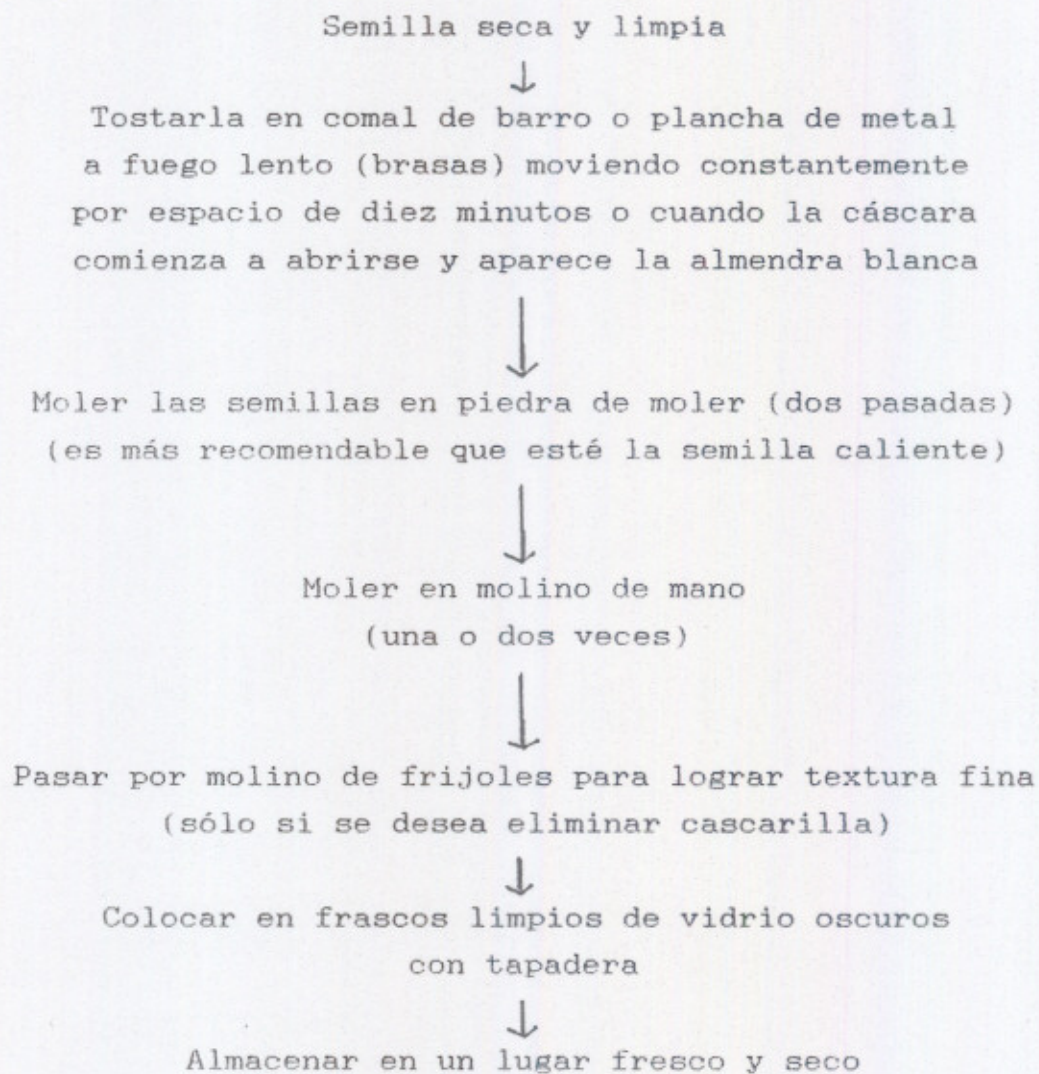 Semilla seca y limpia
Tostarla en comal de barro o plancha de metal
a fuego lento (brasas) moviendo constantemente
por espacio de diez minutos o cuando la cáscara
comienza a abrirse y aparece la almendra blanca
Moler las semillas en piedra de moler (dos pasadas)
(es más recomendable que esté la semilla caliente)
Moler en molino de mano
(una o dos veces)
Pasar por molino de frijoles para lograr textura fina
(sólo si se desea eliminar cascarilla)
Colocar en frascos limpios de vidrio oscuros
con tapadera
Almacenar en un lugar fresco y seco